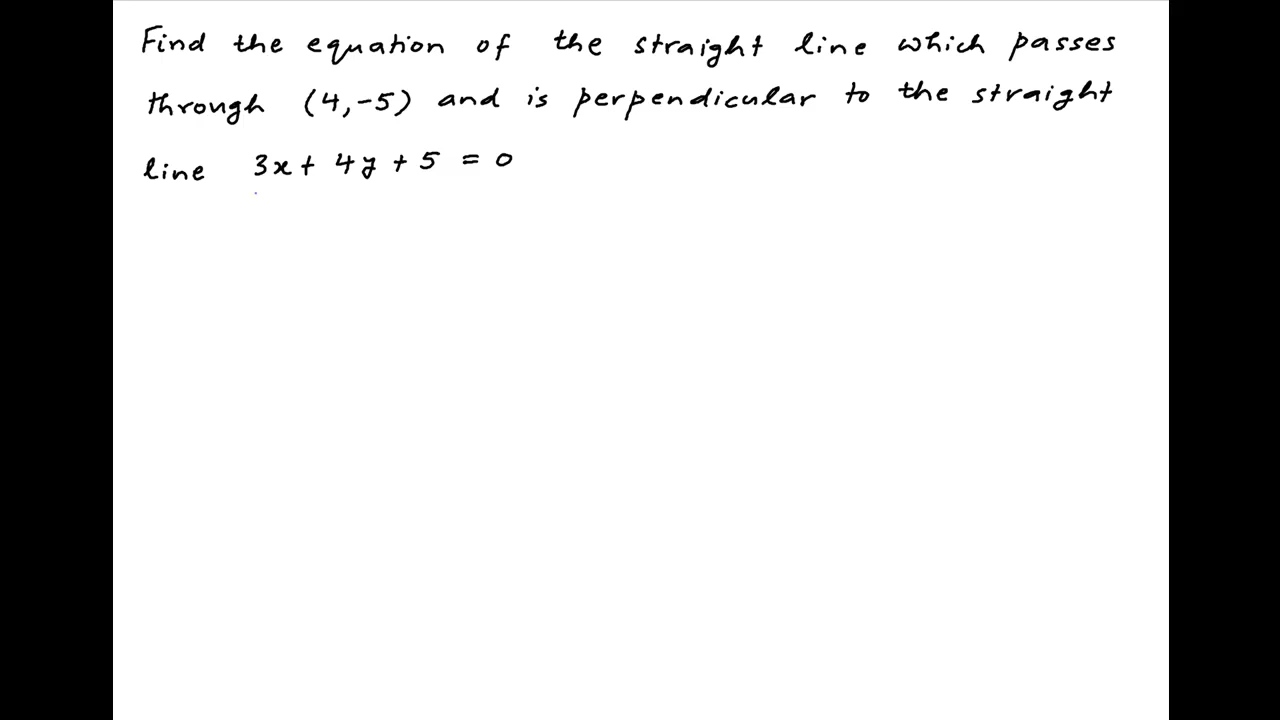 Find the equation of the straight line which passes
through (4,-5) and is perpendicular to the straight
line 3x + 4y + 5 = 0